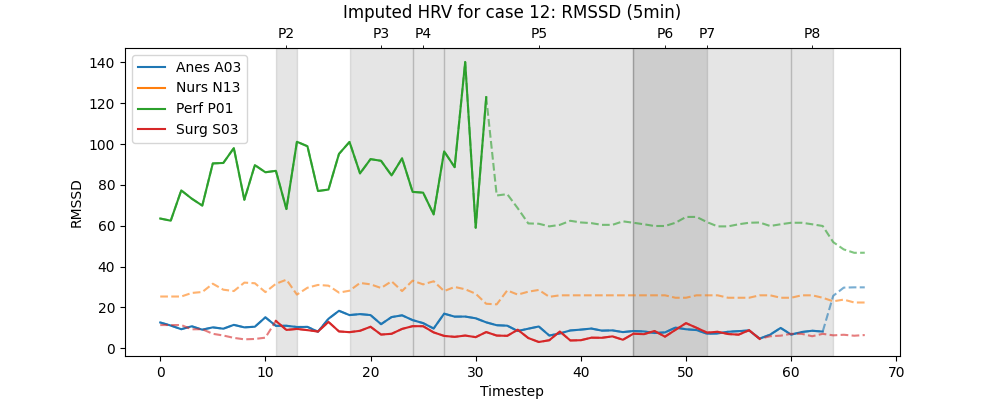 Imputed HRV for case 12: RMSSD (5min)
P2 P3 P4 P5 P6 P7 P8
Anes A03
Nurs N13
Perf P01
Surg S03
RMSSD
140
120
100
80
60
40
20
0
0 10 20 30 40 50 60 70
Timestep